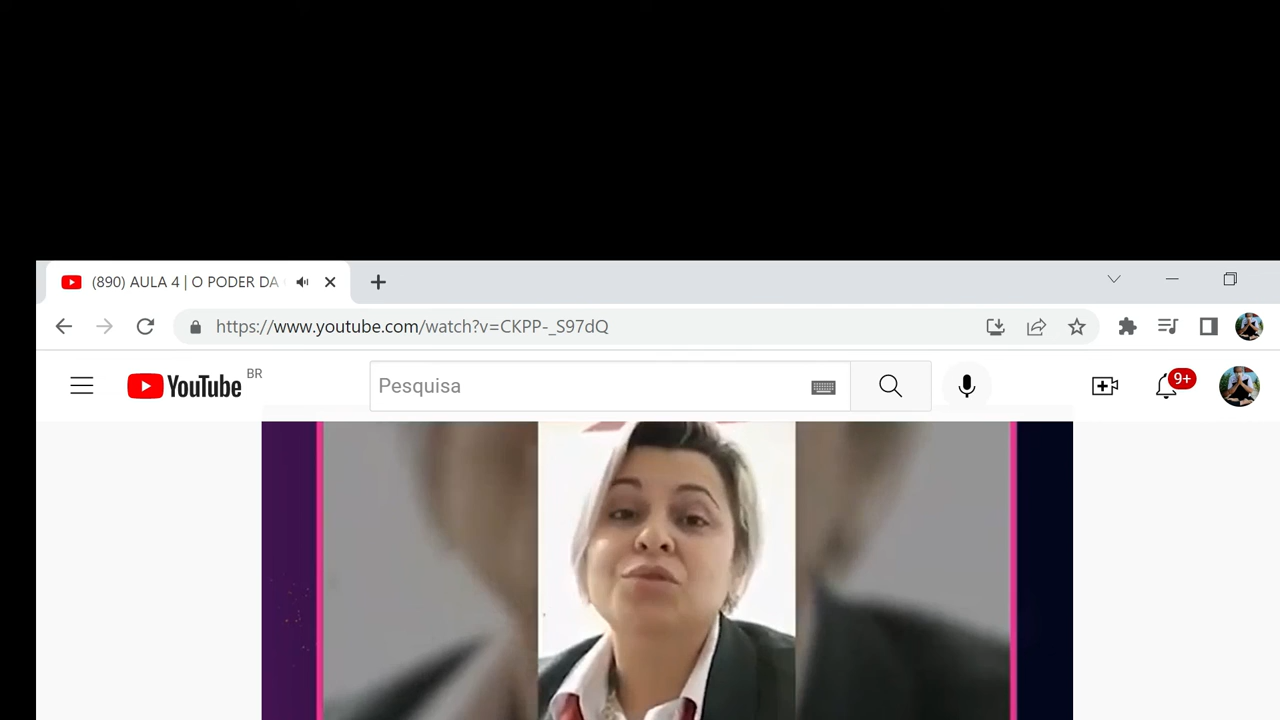 (890) AULA 4 | O PODER DA
https://www.youtube.com/watch?v=CKPP-_S97dQ
YouTube BR
Pesquisa
9+